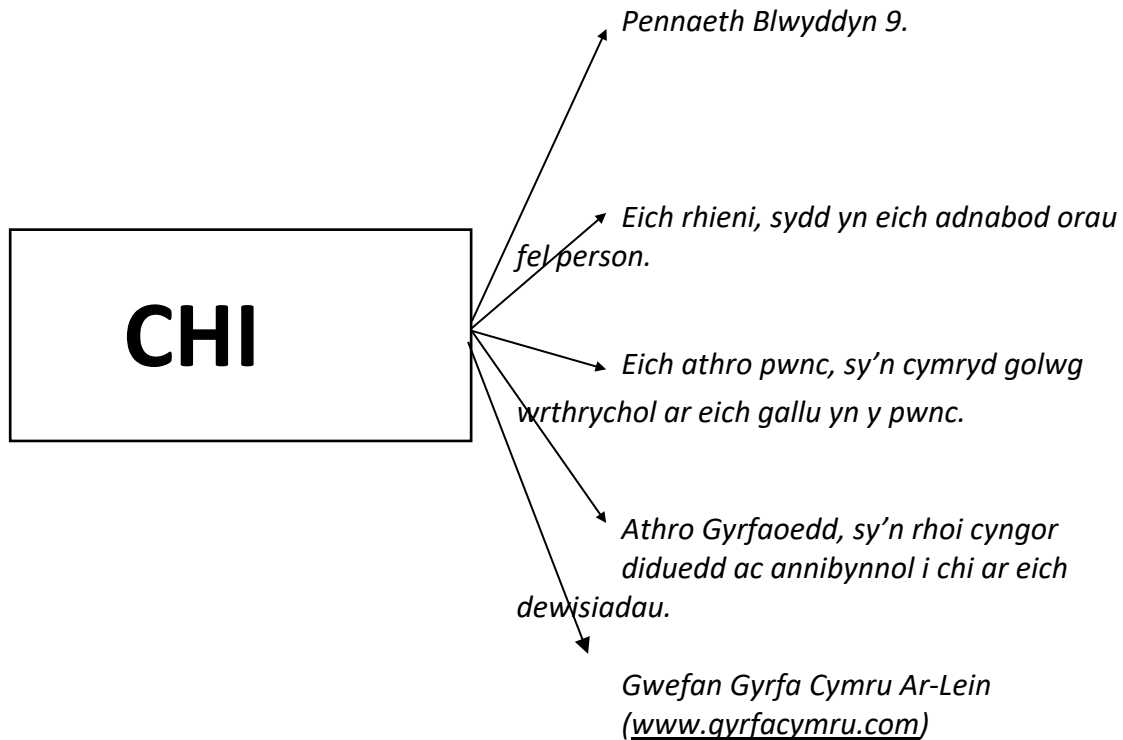 Pennaeth Blwyddyn 9.
Eich rhieni, sydd yn eich adnabod orau
fel person.
CHI
Eich athro pwnc, sy’n cymryd golwg
wrthrychol ar eich gallu yn y pwnc.
Athro Gyrfaoedd, sy’n rhoi cyngor
diduedd ac annibynnol i chi ar eich
dewisiadau.
Gwefan Gyrfa Cymru Ar-Lein
(www.gyrfacymru.com)